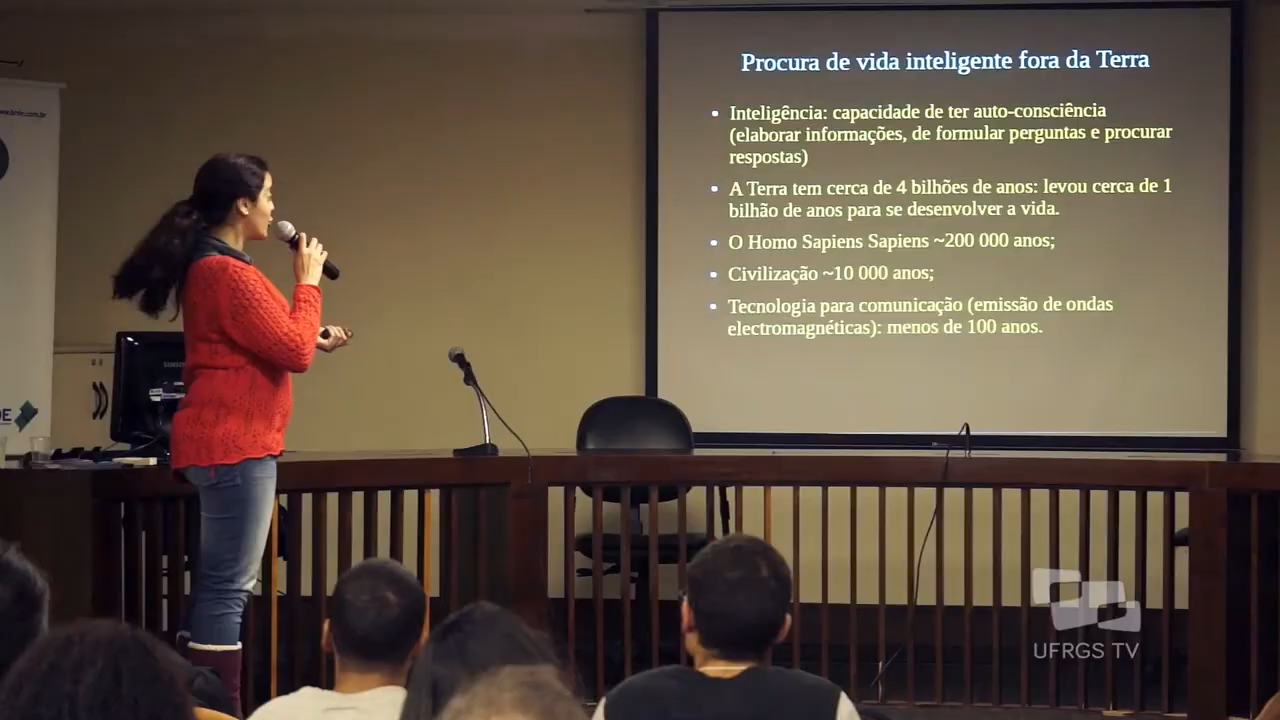 Procura de vida inteligente fora da Terra
Inteligência: capacidade de ter auto-consciência
(elaborar informações, de formular perguntas e procurar
respostas)
A Terra tem cerca de 4 bilhões de anos: levou cerca de 1
bilhão de anos para se desenvolver a vida.
O Homo Sapiens Sapiens ~200 000 anos;
Civilização ~10 000 anos;
Tecnologia para comunicação (emissão de ondas
electromagnéticas): menos de 100 anos.
UFRGS TV